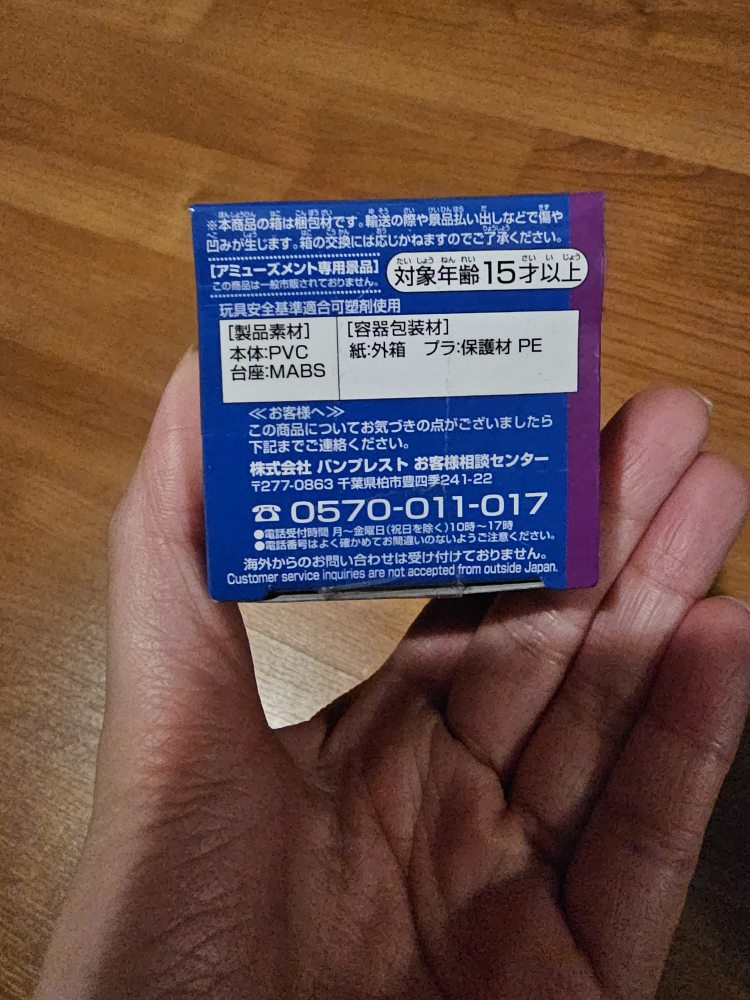 ※本商品の箱は梱包材です。輸送の際や景品払い出しなどで傷や
凹みが生じます。箱の交換には応じかねますのでご了承ください。
【アミューズメント専用景品】
この商品は一般市販されておりません。
対象年齢15才以上
玩具安全基準適合可塑剤使用
[製品素材]
本体:PVC
台座:MABS
[容器包装材]
紙:外箱 プラ:保護材 PE
≪お客様へ≫
この商品についてお気づきの点がございましたら
下記までご連絡ください。
株式会社 バンプレスト お客様相談センター
〒277-0863 千葉県柏市豊四季241-22
☎ 0570-011-017
●電話受付時間 月〜金曜日(祝日を除く)10時〜17時
●電話番号はよく確かめてお間違いのないようご注意ください。
海外からのお問い合わせは受け付けておりません。
Customer service inquiries are not accepted from outside Japan.